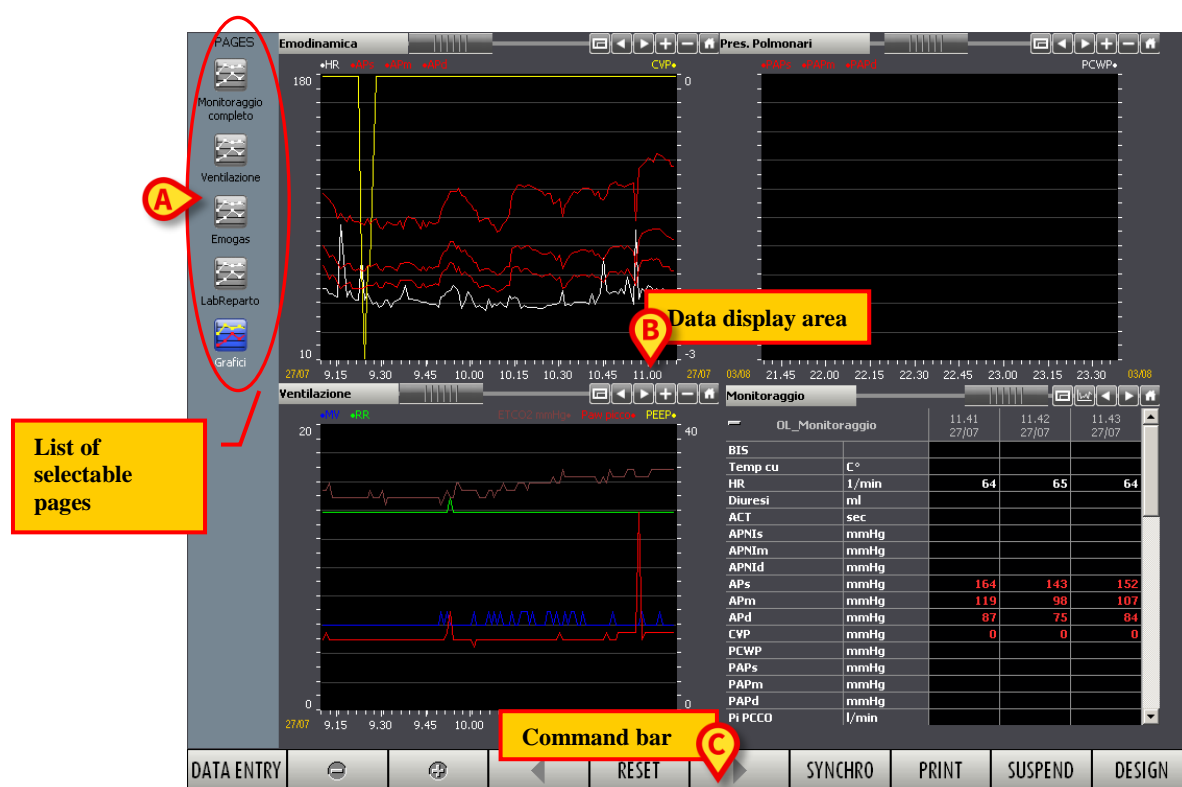 PAGES
Monitoraggio
completo
Ventilazione
Emogas
LabReparto
Grafici
A
List of
selectable
pages
Emodinamica
HR APs APm APd CVP
180 0
10 -3
27/07 9.15 9.30 9.45 10.00 10.15 10.30 10.45 11.00 27/07
B
Data display area
Pres. Polmonari
PAPs PAPm PAPd PCWP
03/08 21.45 22.00 22.15 22.30 22.45 23.00 23.15 23.30 03/08
Ventilazione
MV RR ETCO2 mmHg PEEP
20 40
0 0
27/07 9.15 9.30 9.45 10.00
Monitoraggio
OL_Monitoraggio 11.41 11.42 11.43
27/07 27/07 27/07
BIS
Temp cu C°
HR 1/min 64 65 64
Diuresi ml
ACT sec
APNIs mmHg
APNIm mmHg
APNId mmHg
APs mmHg 164 143 152
APm mmHg 119 98 107
APd mmHg 87 75 84
CVP mmHg 0 0 0
PCWP mmHg
PAPs mmHg
PAPm mmHg
PAPd mmHg
Pi PCCO l/min
Command bar
C
DATA ENTRY RESET SYNCHRO PRINT SUSPEND DESIGN